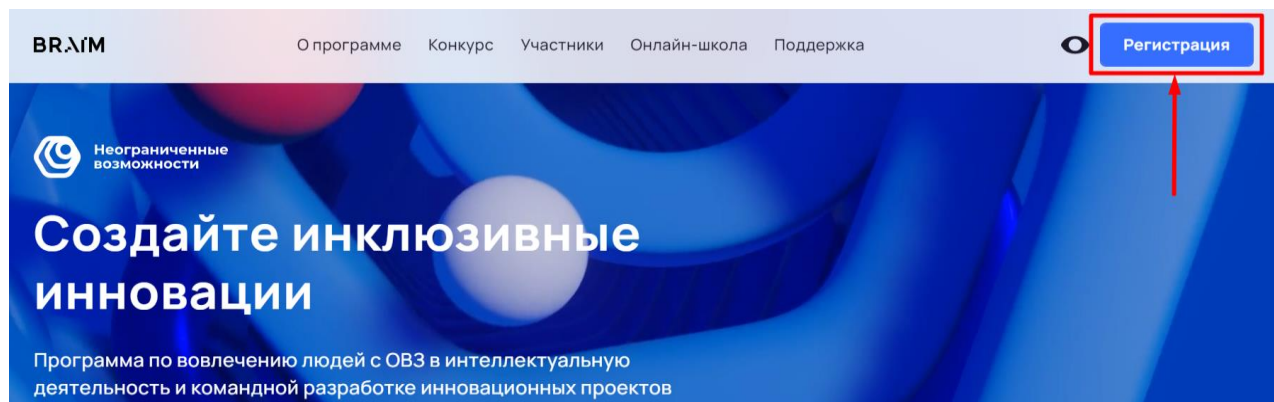 BRAIM
О программе Конкурс Участники Онлайн-школа Поддержка
Регистрация
Неограниченные
возможности
Создайте инклюзивные
инновации
Программа по вовлечению людей с ОВЗ в интеллектуальную
деятельность и командной разработке инновационных проектов